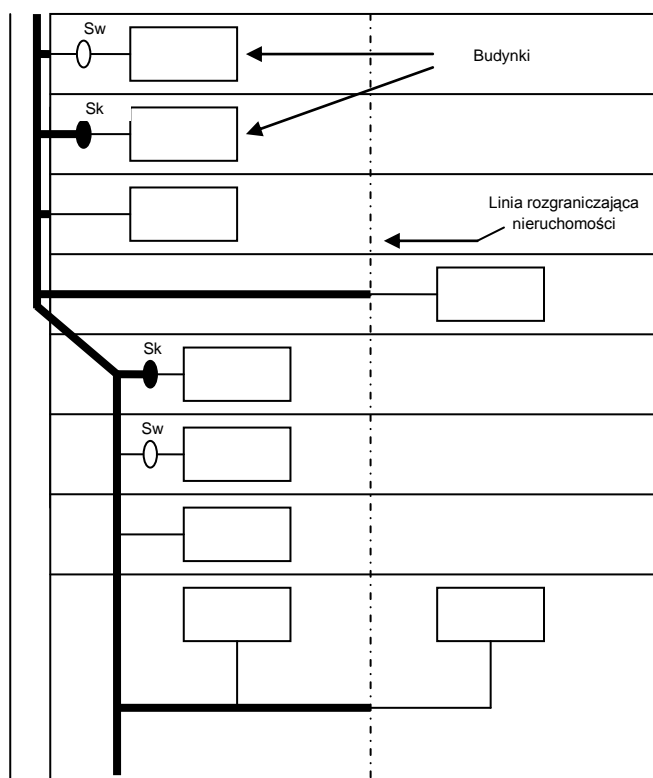 Sw
Budynki
Sk
Linia rozgraniczająca
nieruchomości
Sk
Sw